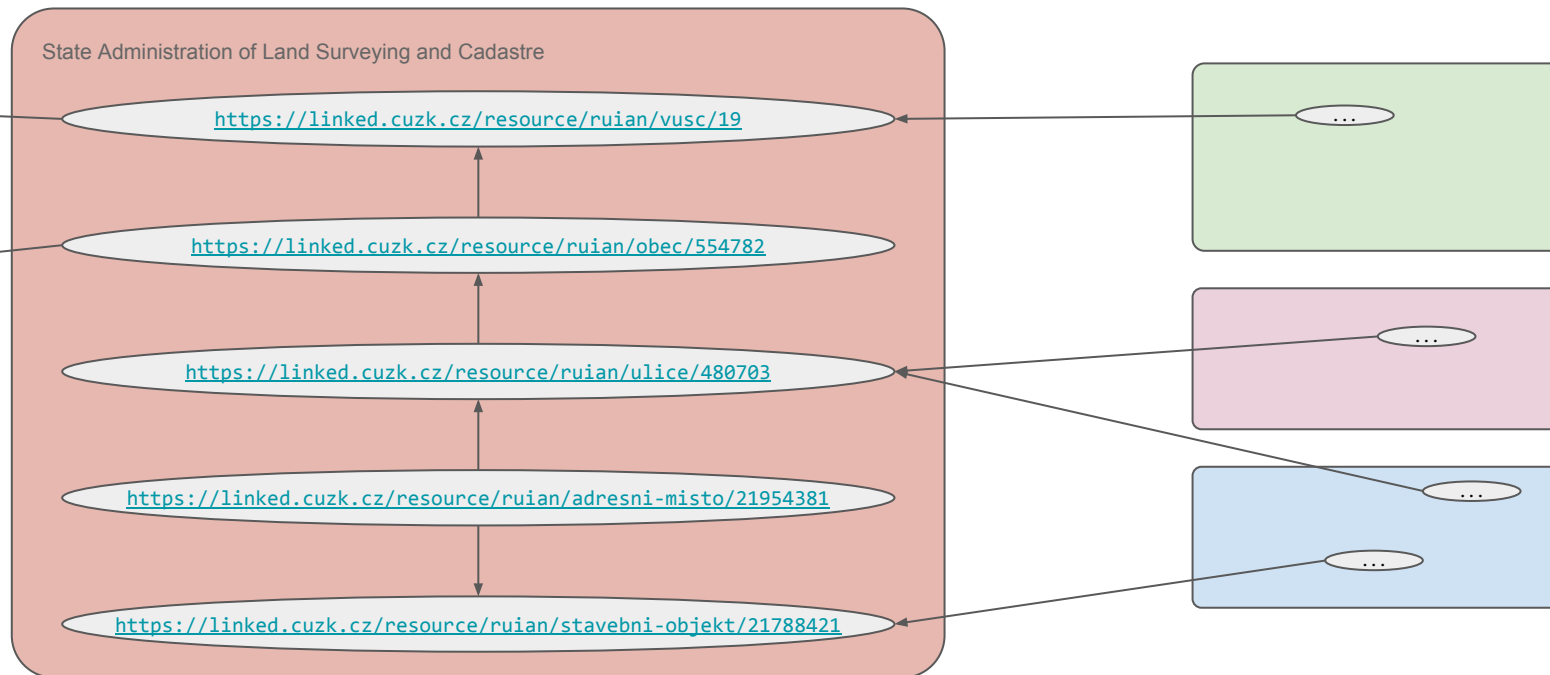 State Administration of Land Surveying and Cadastre
https://linked.cuzk.cz/resource/ruian/vusc/19
...
https://linked.cuzk.cz/resource/ruian/obec/554782
...
https://linked.cuzk.cz/resource/ruian/ulice/480703
...
https://linked.cuzk.cz/resource/ruian/adresni-misto/21954381
...
https://linked.cuzk.cz/resource/ruian/stavebni-objekt/21788421